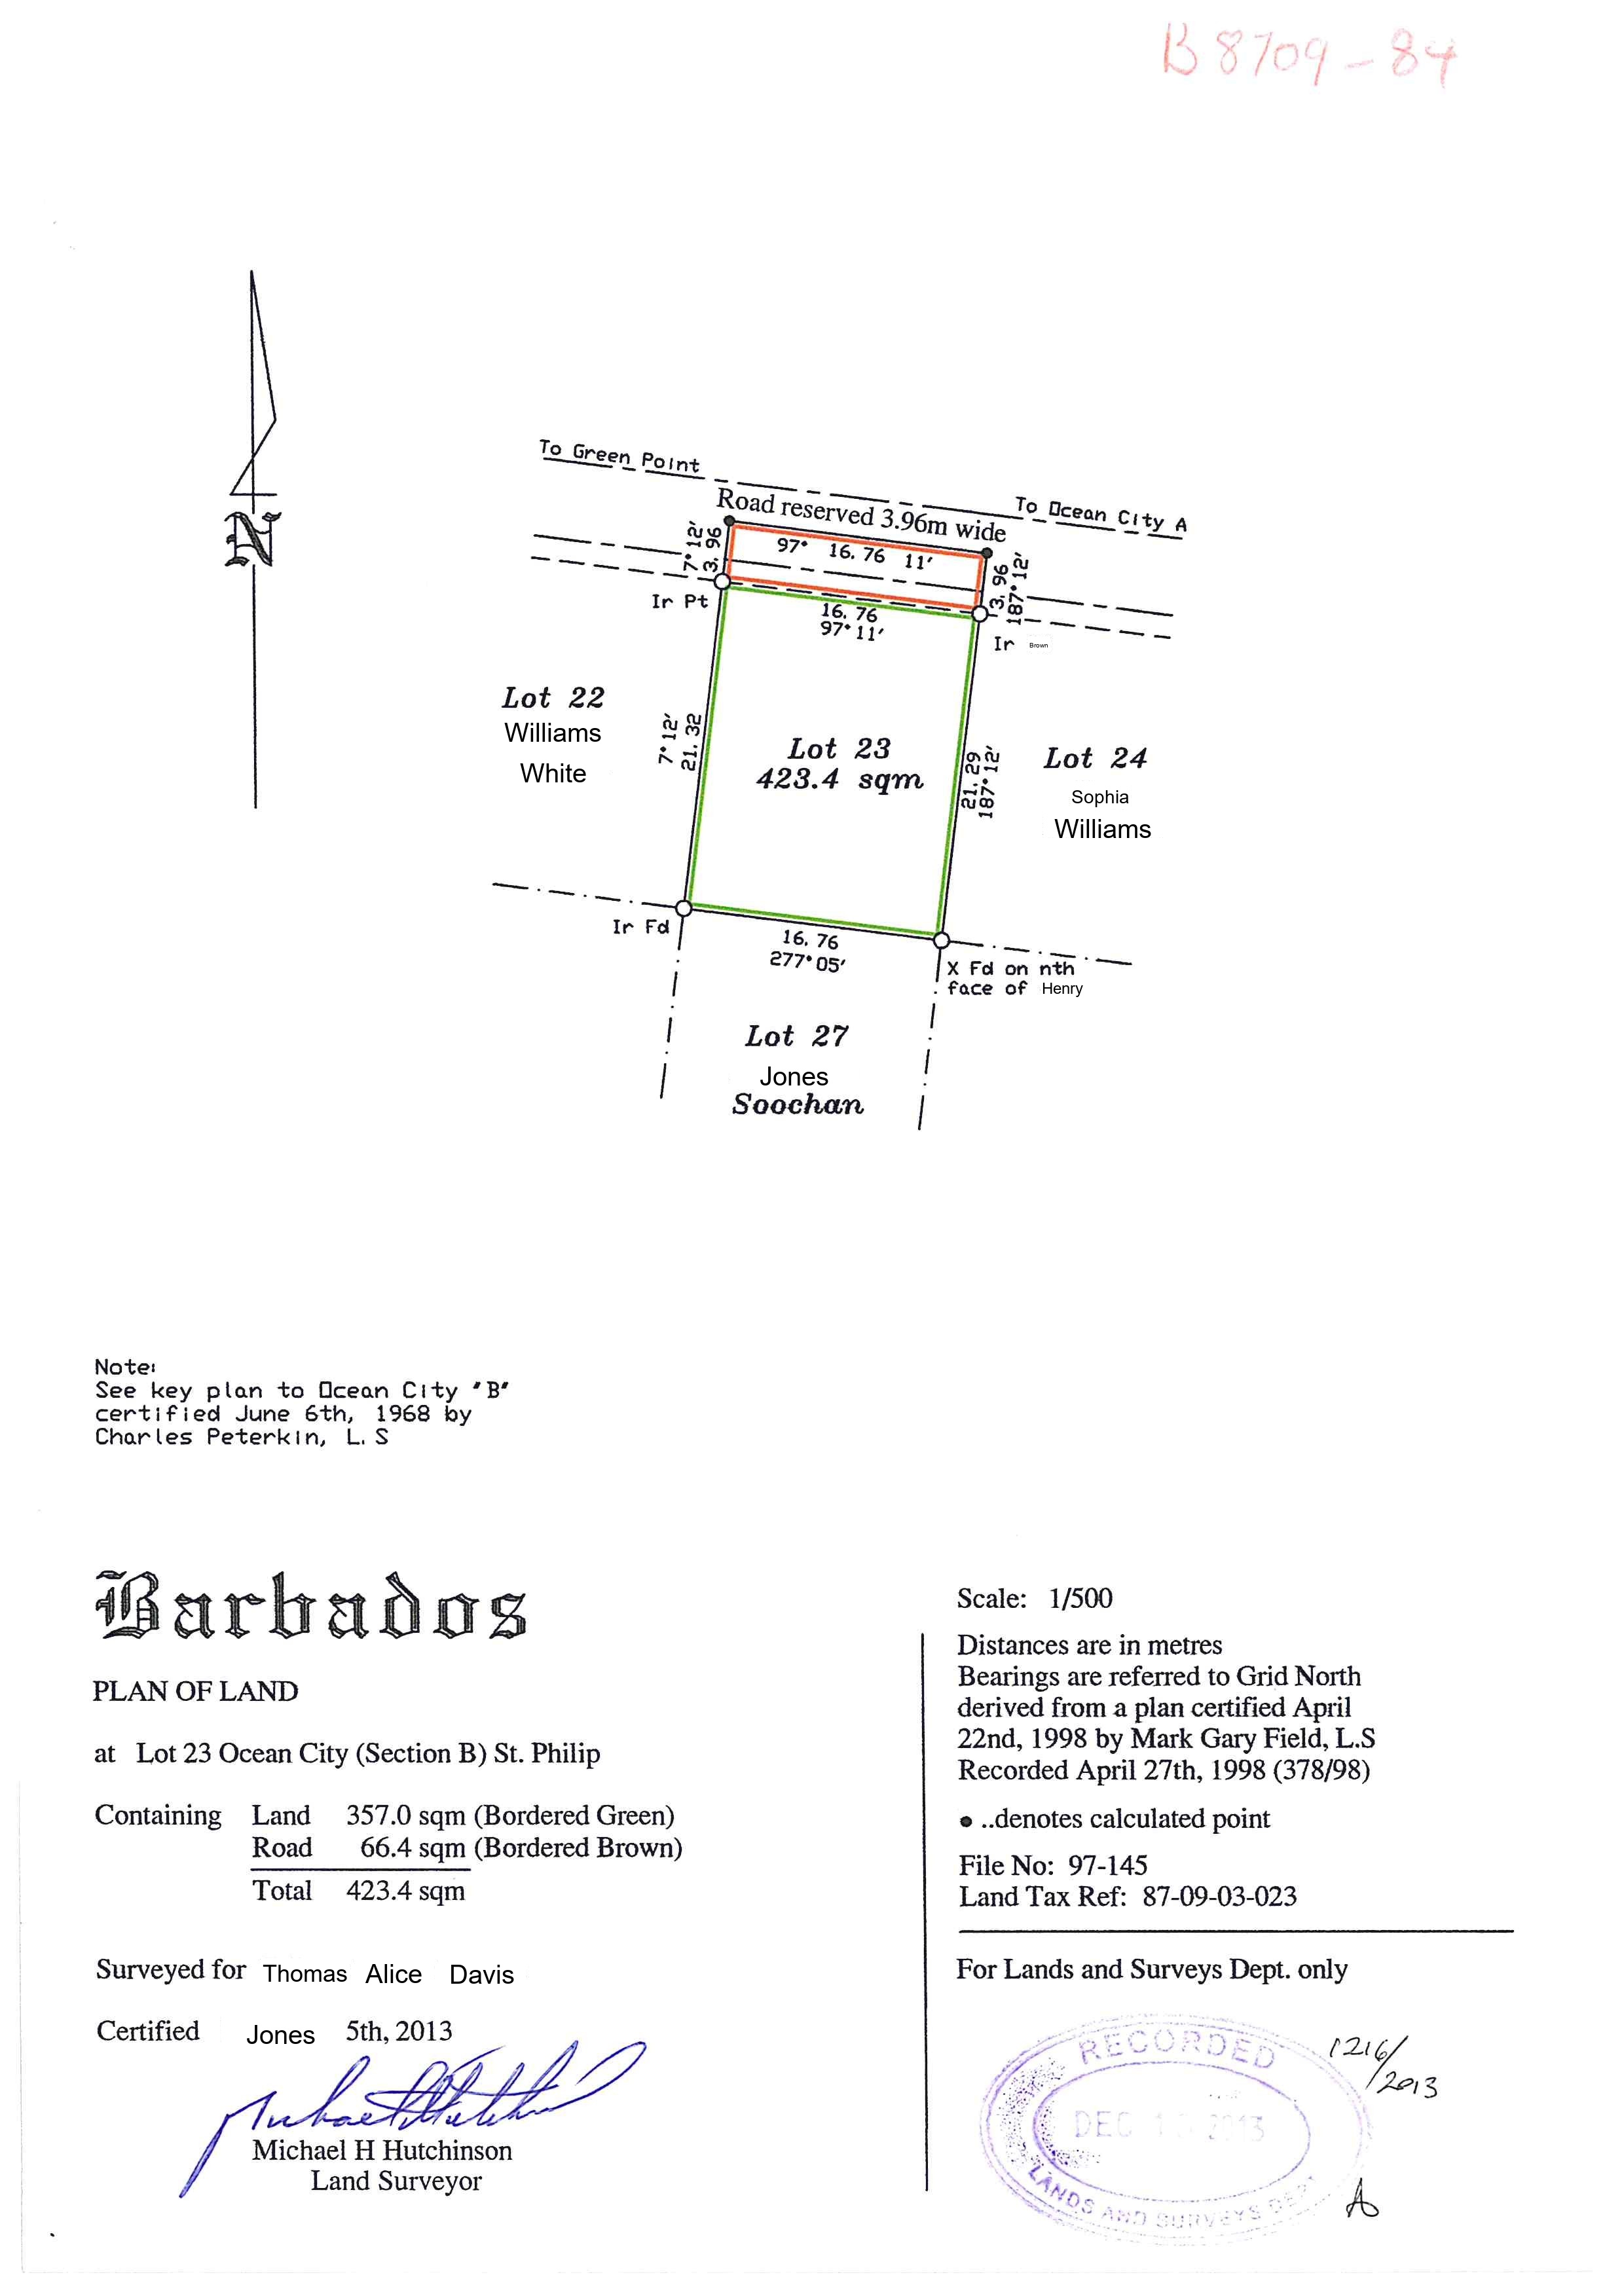 B8709-84
To Green Point
To Ocean City A
Road reserved 3.96m wide
7°12'
3.96
97° 16.76 11'
3.96
187°12'
Ir Pt
16.76
97°11'
Ir Brown
N
Lot 22
Williams
White
7°12'
21.32
Lot 23
423.4 sqm
21.29
187°12'
Lot 24
Sophia
Williams
Ir Fd
16.76
277°05'
X Fd on nth
face of Henry
Lot 27
Jones
Soochan
Note:
See key plan to Ocean City "B"
certified June 6th, 1968 by
Charles Peterkin, L.S
Barbados
PLAN OF LAND
at Lot 23 Ocean City (Section B) St. Philip
Containing Land 357.0 sqm (Bordered Green)
Road 66.4 sqm (Bordered Brown)
Total 423.4 sqm
Surveyed for Thomas Alice Davis
Certified Jones 5th, 2013
Michael H Hutchinson
Land Surveyor
Scale: 1/500
Distances are in metres
Bearings are referred to Grid North
derived from a plan certified April
22nd, 1998 by Mark Gary Field, L.S
Recorded April 27th, 1998 (378/98)
● ..denotes calculated point
File No: 97-145
Land Tax Ref: 87-09-03-023
For Lands and Surveys Dept. only
RECORDED
DEC 2013
LANDS AND SURVEYS DEPT
1216/
2013